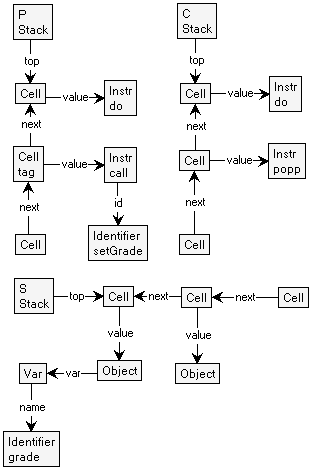 P
Stack
C
Stack
top
top
Cell
value
Instr
do
Cell
value
Instr
do
next
next
Cell
tag
value
Instr
call
Cell
value
Instr
popp
next
id
next
Cell
Identifier
setGrade
Cell
S
Stack
top
Cell
next
Cell
next
Cell
value
value
Var
var
Object
Object
name
Identifier
grade